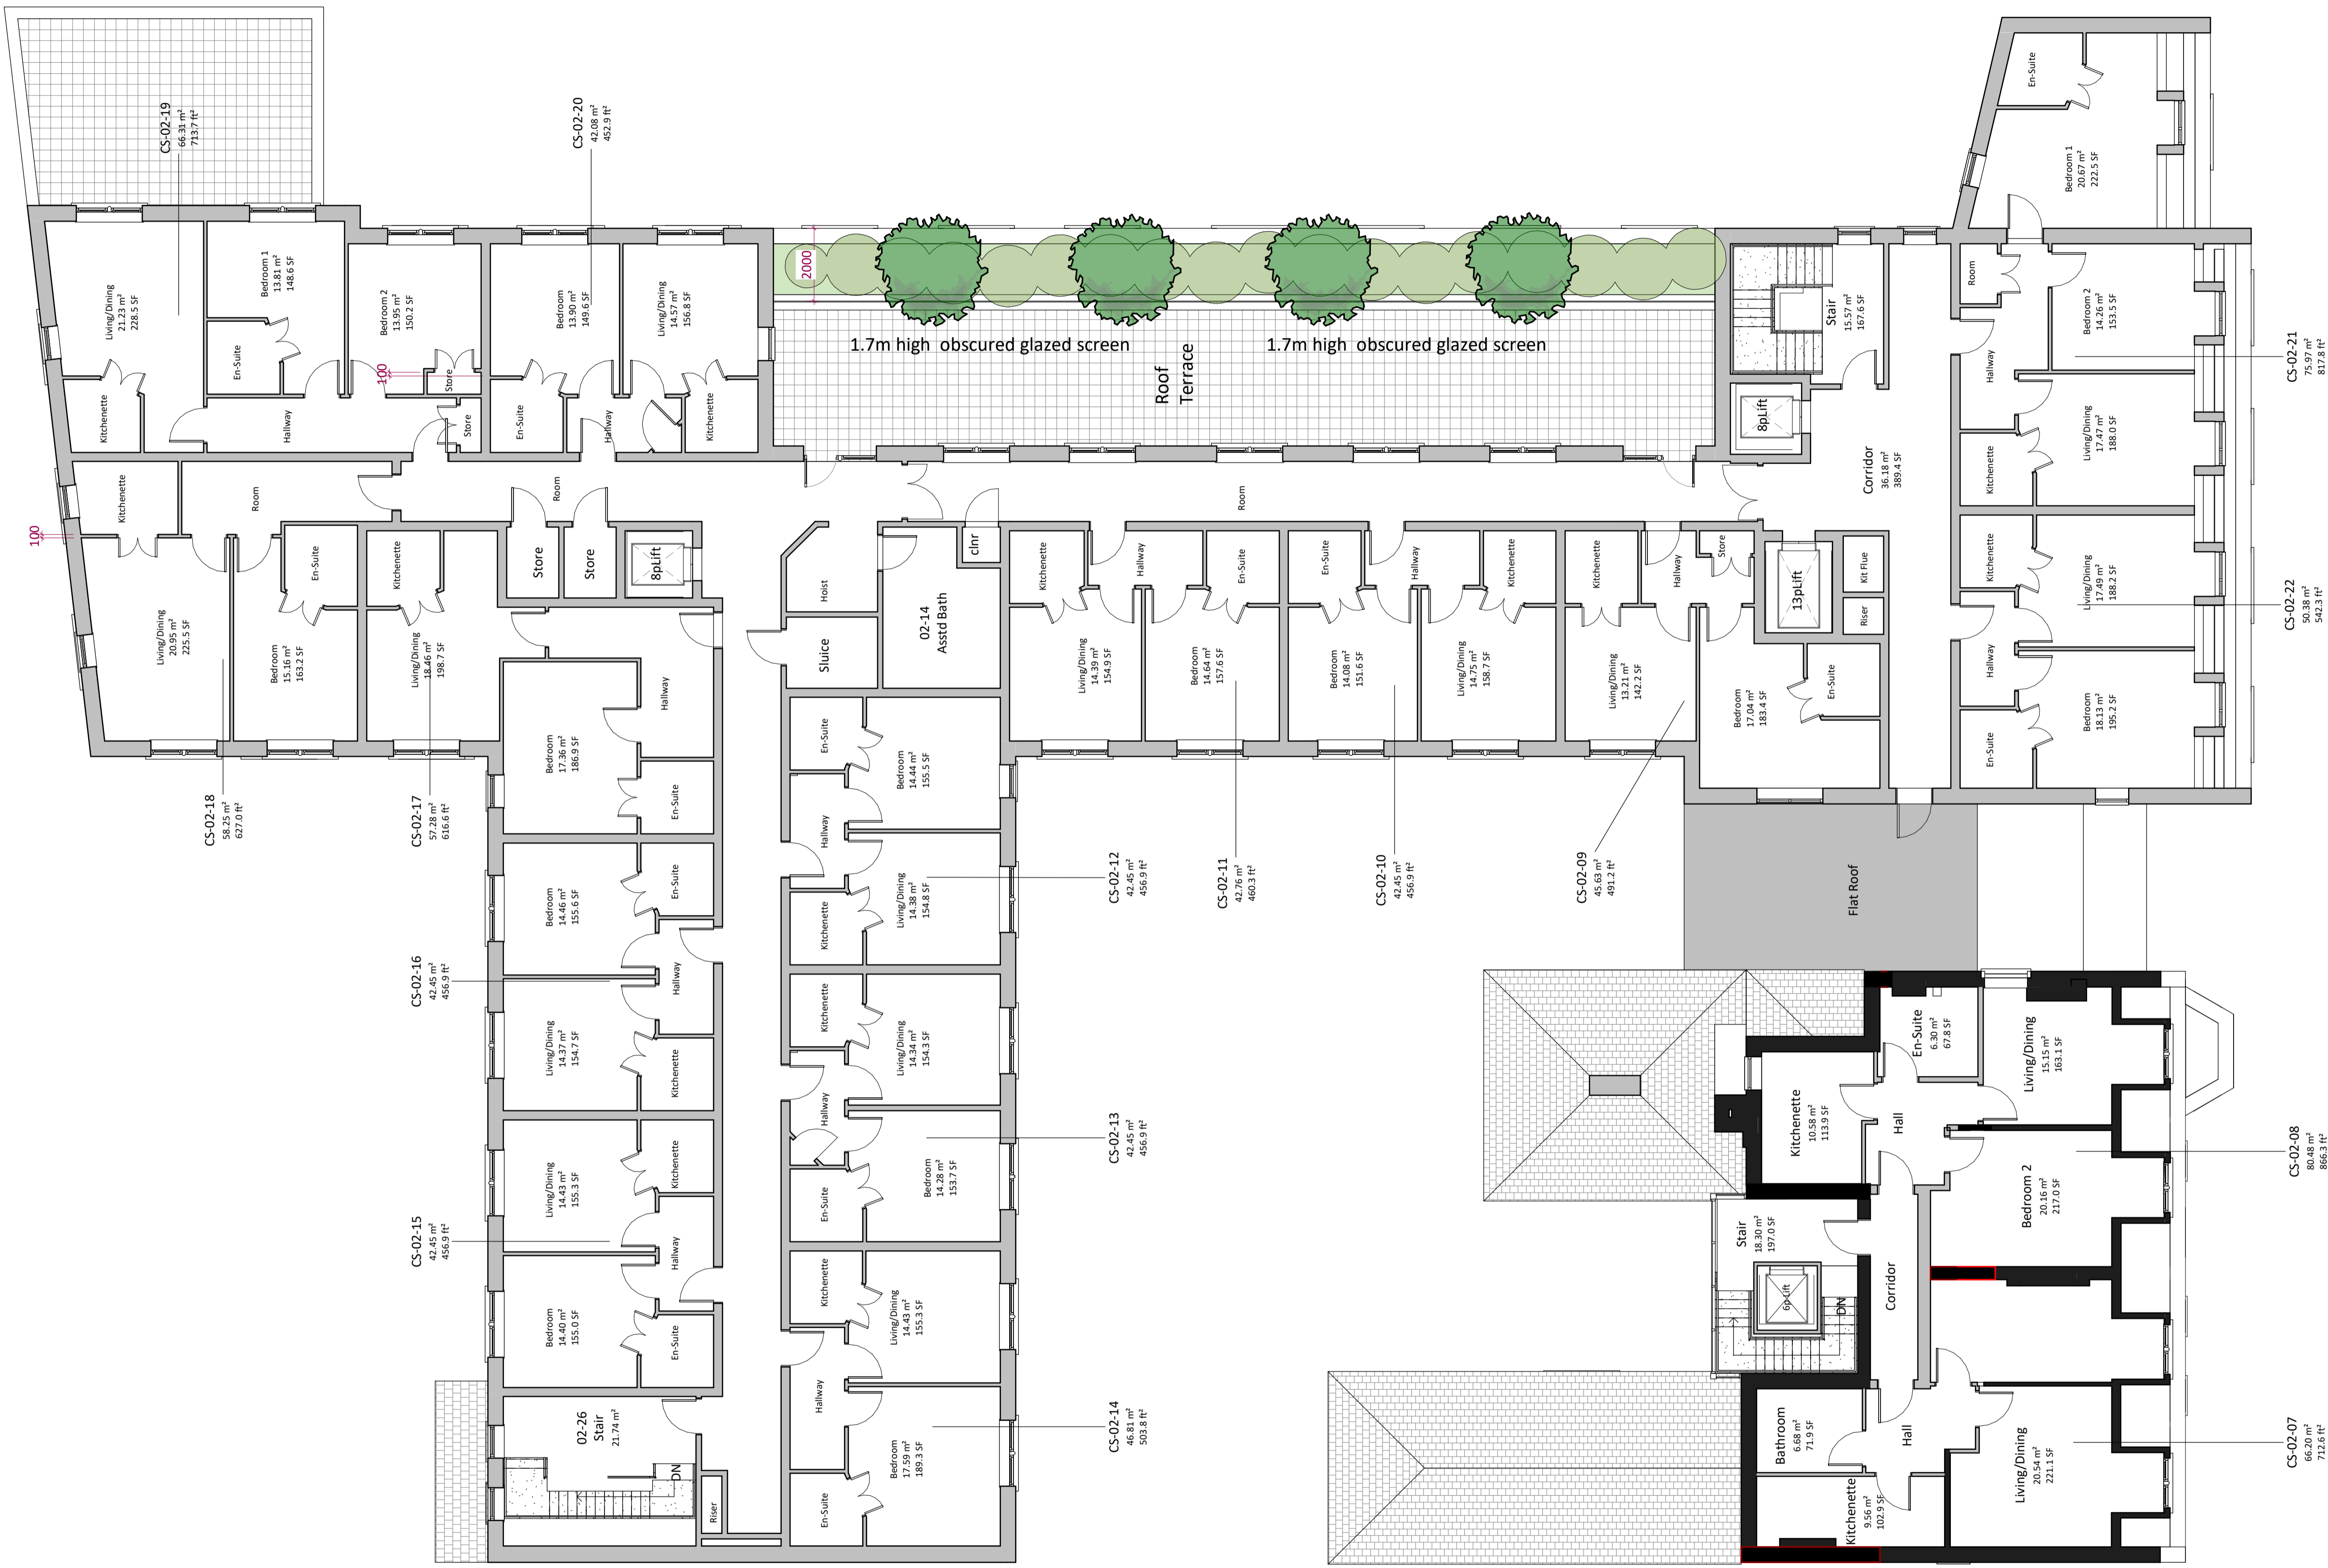 CS-02-19
66.31 m²
713.7 ft²
CS-02-20
42.08 m²
452.9 ft²
Living/Dining
21.23 m²
228.5 SF
Bedroom 1
13.81 m²
148.6 SF
Bedroom 2
13.95 m²
150.2 SF
Bedroom
13.90 m²
149.6 SF
Living/Dining
14.57 m²
156.8 SF
Kitchenette
En-Suite
Hallway
100
Store
Store
En-Suite
Hallway
Kitchenette
2000
1.7m high obscured glazed screen
1.7m high obscured glazed screen
Roof
Terrace
Stair
15.57 m²
167.6 SF
8pLift
Corridor
36.18 m²
389.4 SF
En-Suite
Bedroom 1
20.67 m²
222.5 SF
Room
Bedroom 2
14.26 m²
153.5 SF
Hallway
Kitchenette
Living/Dining
17.47 m²
188.0 SF
CS-02-21
75.97 m²
817.8 ft²
Kitchenette
Living/Dining
17.49 m²
188.2 SF
Hallway
En-Suite
Bedroom
18.13 m²
195.2 SF
CS-02-22
50.38 m²
542.3 ft²
100
Kitchenette
Room
Living/Dining
20.95 m²
225.5 SF
En-Suite
Bedroom
15.16 m²
163.2 SF
Kitchenette
Living/Dining
18.46 m²
198.7 SF
Room
Store
Store
8pLift
CS-02-18
58.25 m²
627.0 ft²
CS-02-17
57.28 m²
616.6 ft²
Bedroom
17.36 m²
186.9 SF
Hallway
En-Suite
Hoist
Sluice
02-14
Asstd Bath
clnr
Room
Kitchenette
Hallway
En-Suite
Living/Dining
14.39 m²
154.9 SF
Bedroom
14.64 m²
157.6 SF
En-Suite
Hallway
Kitchenette
Bedroom
14.08 m²
151.6 SF
Living/Dining
14.75 m²
158.7 SF
Kitchenette
Hallway
Store
Living/Dining
13.21 m²
142.2 SF
Bedroom
17.04 m²
183.4 SF
En-Suite
13pLift
Kit Flue
Riser
CS-02-12
42.45 m²
456.9 ft²
CS-02-11
42.76 m²
460.3 ft²
CS-02-10
42.45 m²
456.9 ft²
CS-02-09
45.63 m²
491.2 ft²
Flat Roof
En-Suite
Bedroom
14.44 m²
155.5 SF
Hallway
Kitchenette
Living/Dining
14.38 m²
154.8 SF
Bedroom
14.46 m²
155.6 SF
En-Suite
CS-02-16
42.45 m²
456.9 ft²
Hallway
Living/Dining
14.37 m²
154.7 SF
Kitchenette
Kitchenette
Living/Dining
14.34 m²
154.3 SF
Hallway
En-Suite
Bedroom
14.28 m²
153.7 SF
CS-02-13
42.45 m²
456.9 ft²
Living/Dining
14.43 m²
155.3 SF
Kitchenette
CS-02-15
42.45 m²
456.9 ft²
Hallway
Bedroom
14.40 m²
155.0 SF
En-Suite
Kitchenette
Living/Dining
14.43 m²
155.3 SF
Hallway
En-Suite
Bedroom
17.59 m²
189.3 SF
CS-02-14
46.81 m²
503.8 ft²
02-26
Stair
21.74 m²
DN
Riser
En-Suite
6.30 m²
67.8 SF
Living/Dining
15.15 m²
163.1 SF
Kitchenette
10.58 m²
113.9 SF
Hall
Bedroom 2
20.16 m²
217.0 SF
CS-02-08
80.48 m²
866.3 ft²
Stair
18.30 m²
197.0 SF
6p Lift
DN
Corridor
Bathroom
6.68 m²
71.9 SF
Hall
Kitchenette
9.56 m²
102.9 SF
Living/Dining
20.54 m²
221.1 SF
CS-02-07
66.20 m²
712.6 ft²